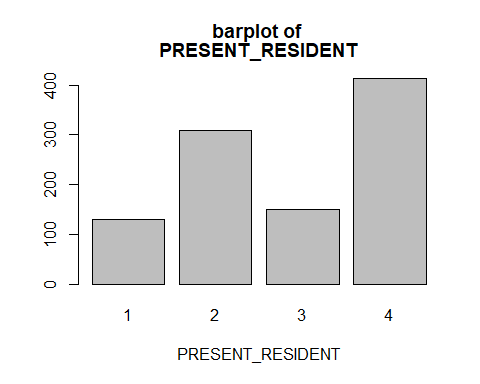 barplot of
PRESENT_RESIDENT
400
300
200
100
0
1 2 3 4
PRESENT_RESIDENT